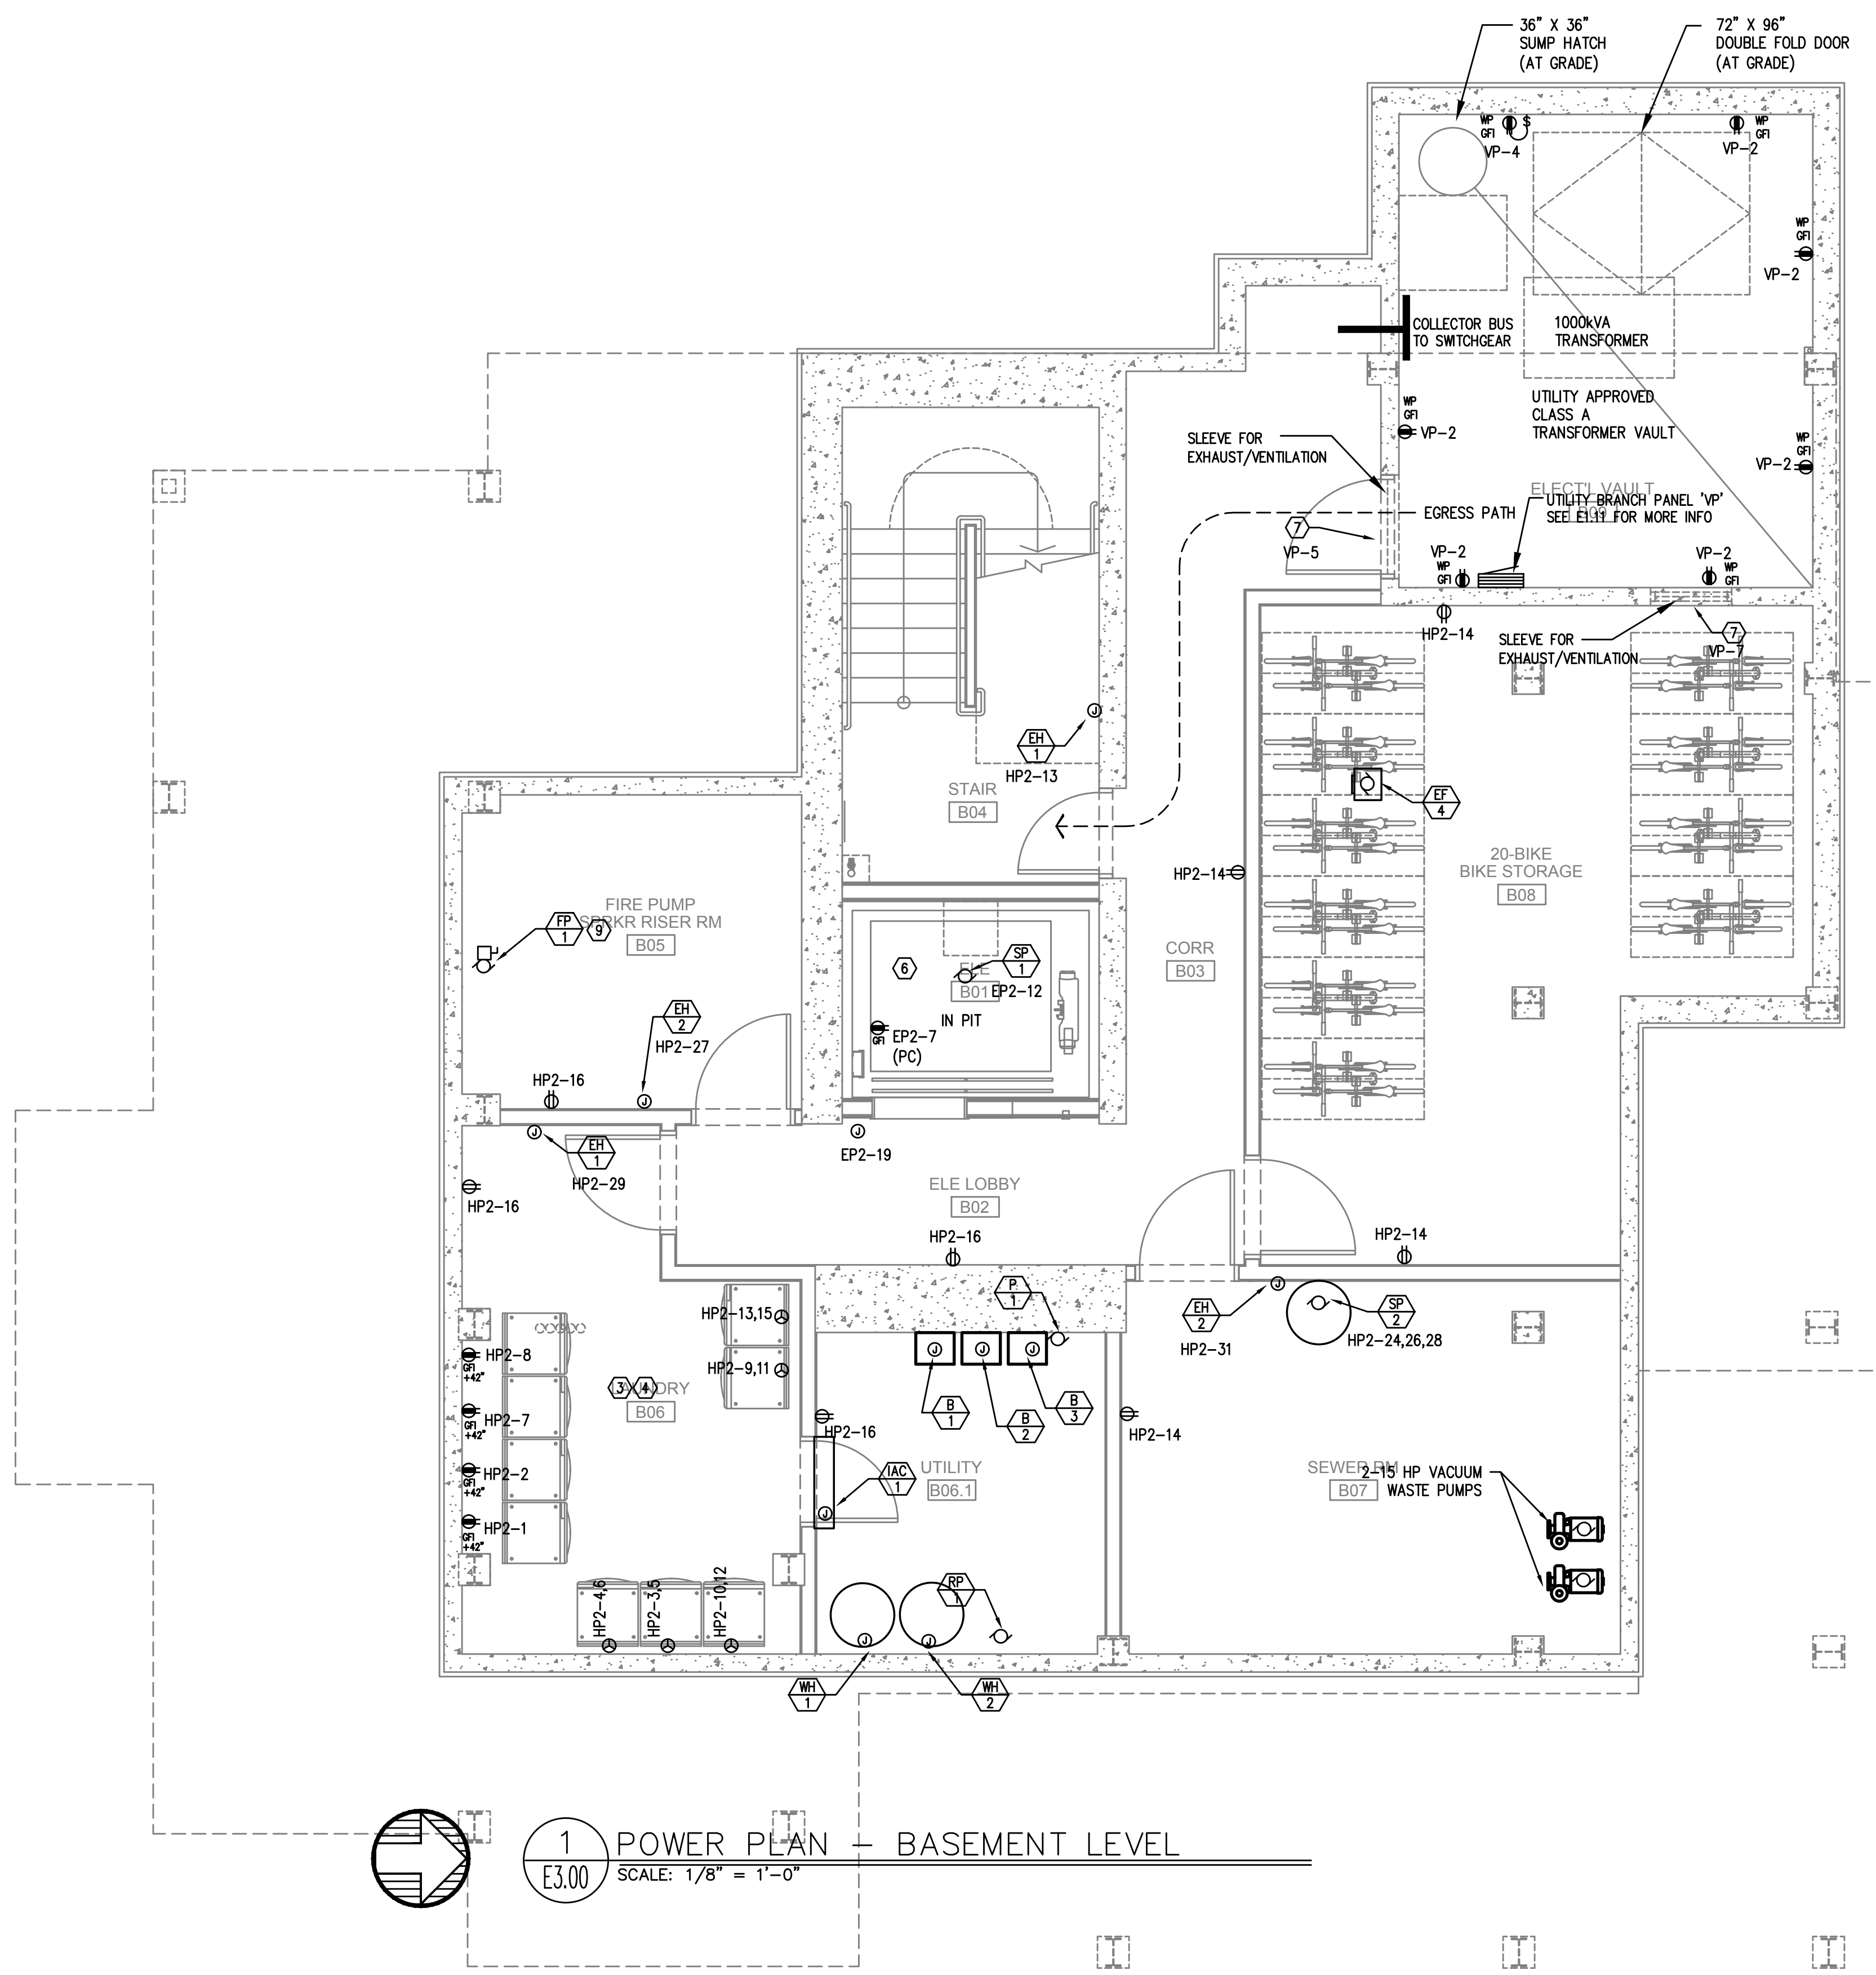 36" X 36"
SUMP HATCH
(AT GRADE)
72" X 96"
DOUBLE FOLD DOOR
(AT GRADE)
WP
GFI
$
VP-4
WP
GFI
VP-2
WP
GFI
VP-2
COLLECTOR BUS
TO SWITCHGEAR
1000kVA
TRANSFORMER
UTILITY APPROVED
CLASS A
TRANSFORMER VAULT
WP
GFI
VP-2
WP
GFI
VP-2
SLEEVE FOR
EXHAUST/VENTILATION
ELECT'L VAULT
B09
UTILITY BRANCH PANEL 'VP'
SEE E1.11 FOR MORE INFO
EGRESS PATH
7
VP-5
VP-2
WP
GFI
VP-2
WP
GFI
HP2-14
SLEEVE FOR
EXHAUST/VENTILATION
7
VP-7
J
EH
1
HP2-13
STAIR
B04
EF
4
20-BIKE
BIKE STORAGE
B08
HP2-14
FIRE PUMP
SPRKR RISER RM
B05
FP
1
9
6
SP
1
ELE
B01
EP2-12
IN PIT
GFI
EP2-7
(PC)
CORR
B03
EH
2
HP2-27
HP2-16
J
J
EH
1
HP2-29
J
EP2-19
HP2-16
ELE LOBBY
B02
HP2-16
HP2-14
P
1
J
EH
2
HP2-31
SP
2
HP2-24,26,28
HP2-13,15
HP2-9,11
HP2-8
GFI
+42"
HP2-7
GFI
+42"
HP2-2
GFI
+42"
HP2-1
GFI
+42"
3
4
LAUNDRY
B06
J
J
J
B
1
B
2
B
3
HP2-16
HP2-14
IAC
1
J
UTILITY
B06.1
SEWER RM
B07
2-15 HP VACUUM
WASTE PUMPS
HP2-4,6
HP2-3,5
HP2-10,12
RP
1
J
J
WH
1
WH
2
1
E3.00
POWER PLAN - BASEMENT LEVEL
SCALE: 1/8" = 1'-0"